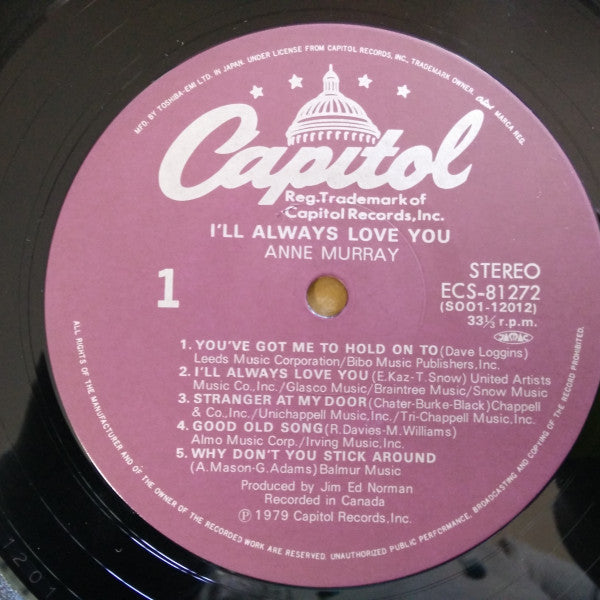 MFD. BY TOSHIBA-EMI LTD. IN JAPAN. UNDER LICENSE FROM CAPITOL RECORDS, INC., TRADEMARK OWNER. MARCA REG.
Capitol
Reg.Trademark of
Capitol Records,Inc.
I'LL ALWAYS LOVE YOU
ANNE MURRAY
1
STEREO
ECS-81272
(SO01-12012)
33⅓ r.p.m.
1. YOU'VE GOT ME TO HOLD ON TO(Dave Loggins)
Leeds Music Corporation/Bibo Music Publishers,Inc.
2. I'LL ALWAYS LOVE YOU(E.Kaz-T.Snow)United Artists
Music Co.,Inc./Glasco Music/Braintree Music/Snow Music
3. STRANGER AT MY DOOR(Chater-Burke-Black)Chappell
& Co.,Inc./Unichappell Music,Inc./Tri-Chappell Music,Inc.
4. GOOD OLD SONG(R.Davies-M.Williams)
Almo Music Corp./Irving Music,Inc.
5. WHY DON'T YOU STICK AROUND
(A.Mason-G.Adams)Balmur Music
Produced by Jim Ed Norman
Recorded in Canada
Ⓟ 1979 Capitol Records,Inc.
ALL RIGHTS OF THE MANUFACTURER AND OF THE OWNER OF THE RECORDED WORK ARE RESERVED. UNAUTHORIZED PUBLIC PERFORMANCE, BROADCASTING AND COPYING OF THE RECORD PROHIBITED.